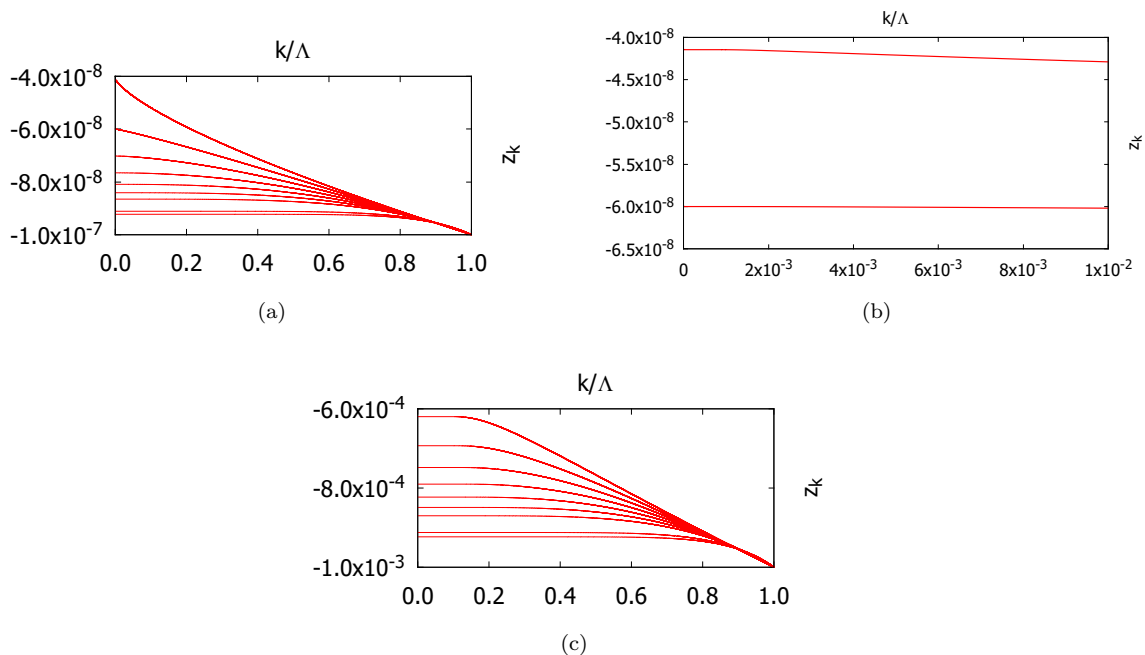 k/Λ
-4.0x10-8
-6.0x10-8
-8.0x10-8
-1.0x10-7
zk
0.0 0.2 0.4 0.6 0.8 1.0
(a)
k/Λ
-4.0x10-8
-4.5x10-8
-5.0x10-8
-5.5x10-8
-6.0x10-8
-6.5x10-8
zk
0 2x10-3 4x10-3 6x10-3 8x10-3 1x10-2
(b)
k/Λ
-6.0x10-4
-8.0x10-4
-1.0x10-3
zk
0.0 0.2 0.4 0.6 0.8 1.0
(c)